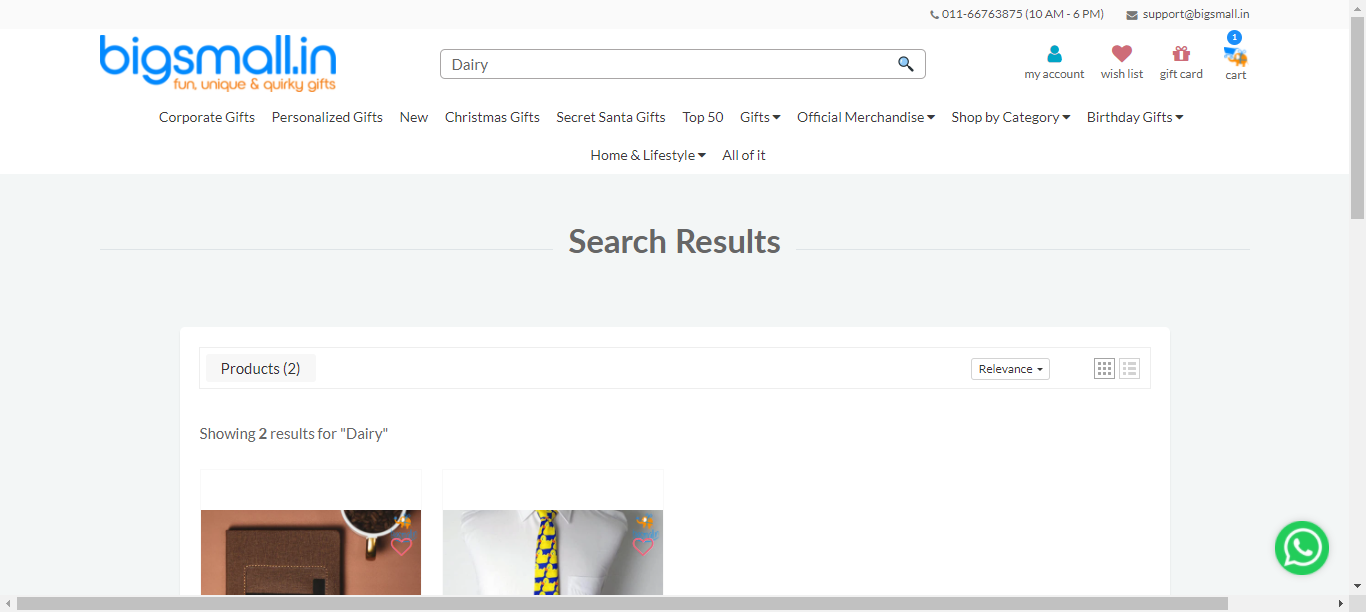 011-66763875 (10 AM - 6 PM) support@bigsmall.in
bigsmall.in
fun, unique & quirky gifts
Dairy
1
my account wish list gift card cart
Corporate Gifts Personalized Gifts New Christmas Gifts Secret Santa Gifts Top 50 Gifts Official Merchandise Shop by Category Birthday Gifts
Home & Lifestyle All of it
Search Results
Products (2)
Relevance
Showing 2 results for "Dairy"